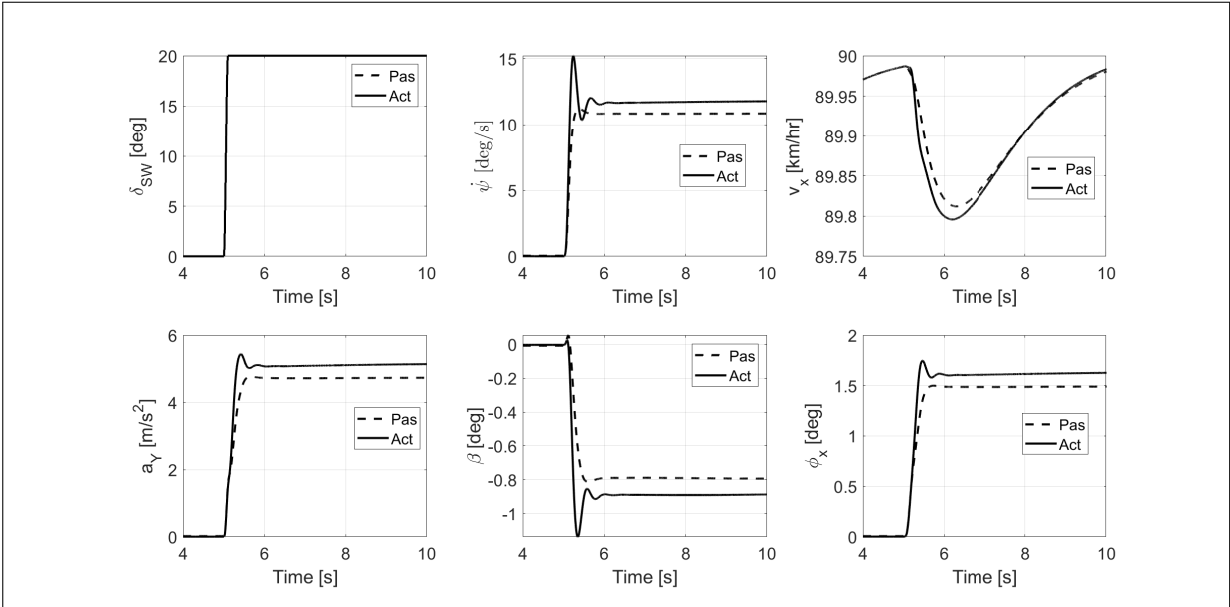 20
15
10
5
0
4
6
8
10
δSW [deg]
Time [s]
Pas
Act
15
10
5
0
4
6
8
10
ψ̇ [deg/s]
Time [s]
Pas
Act
90
89.95
89.9
89.85
89.8
89.75
4
6
8
10
vx [km/hr]
Time [s]
Pas
Act
6
4
2
0
4
6
8
10
aY [m/s²]
Time [s]
Pas
Act
0
-0.2
-0.4
-0.6
-0.8
-1
4
6
8
10
β [deg]
Time [s]
Pas
Act
2
1.5
1
0.5
0
4
6
8
10
ϕx [deg]
Time [s]
Pas
Act